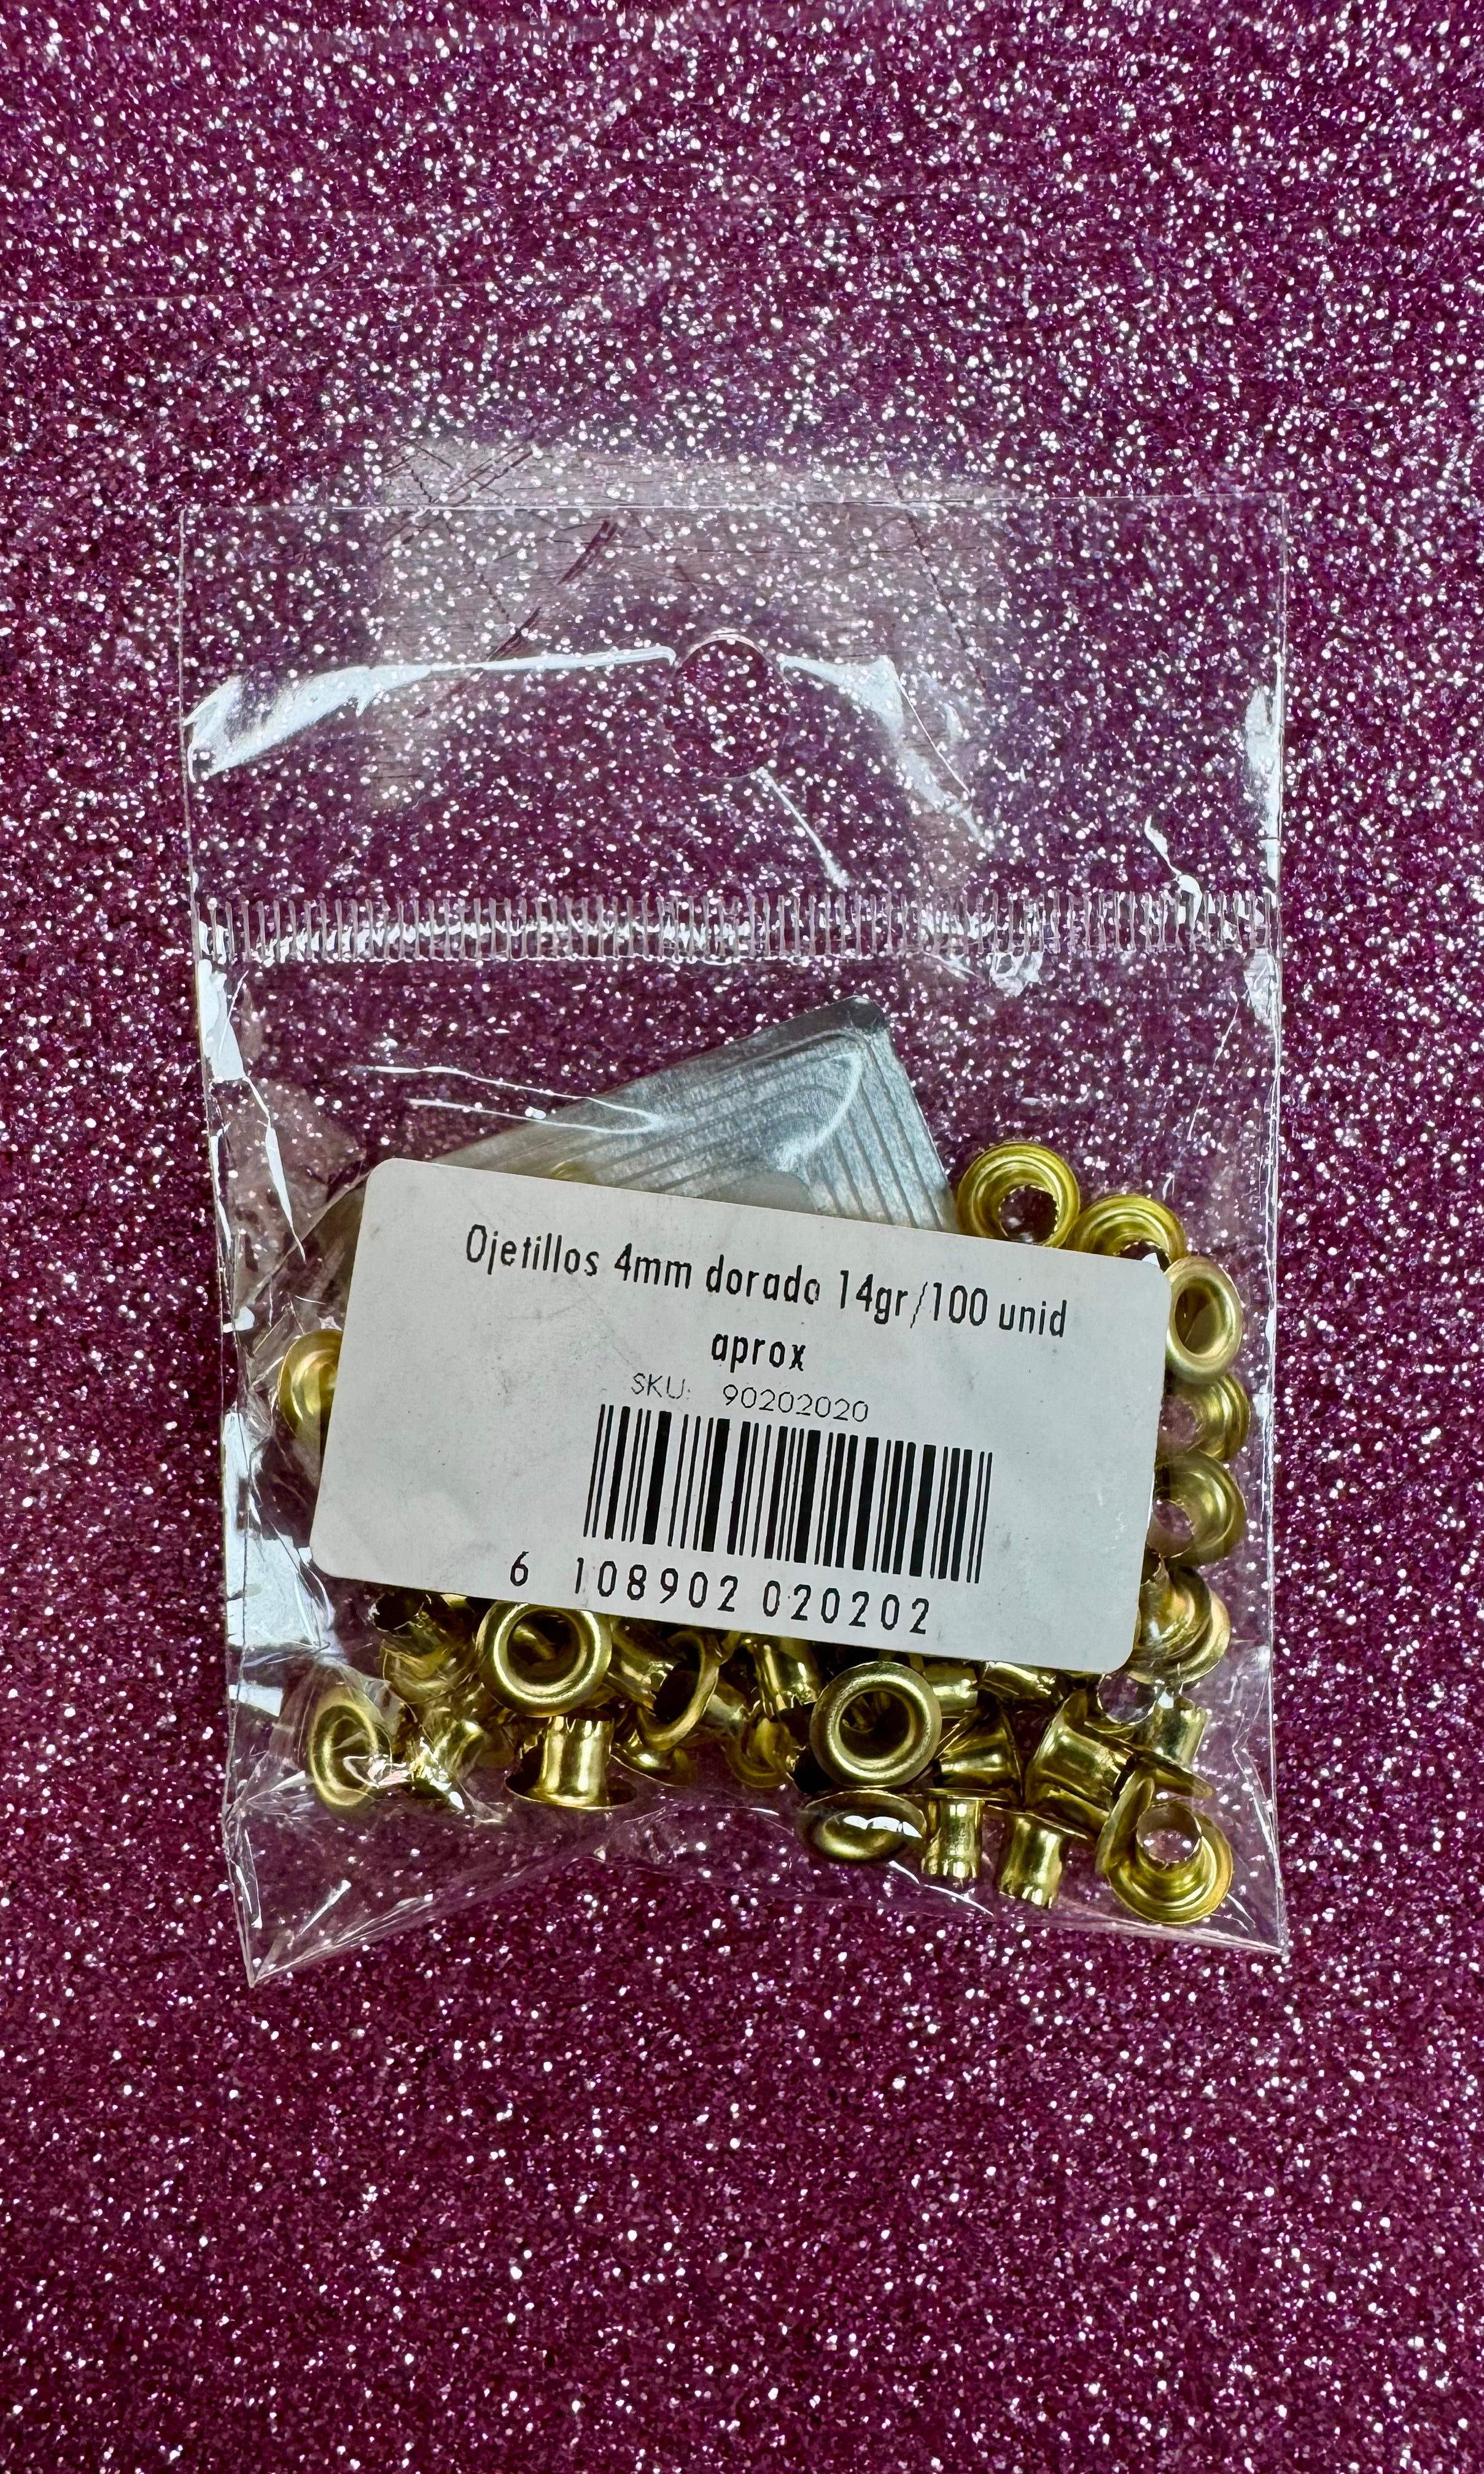 Ojetillos 4mm dorado 14gr/100 unid
aprox
SKU: 90202020
6 108902 020202